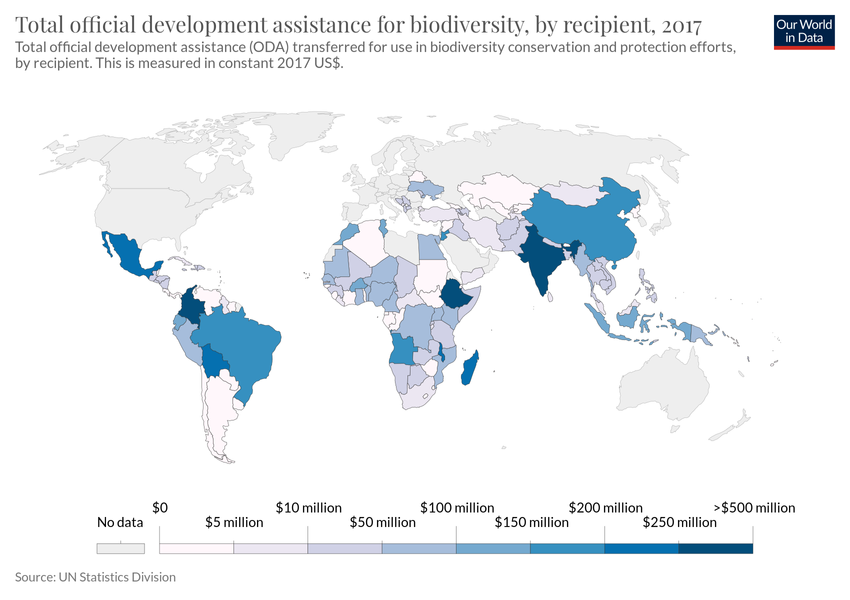 Total official development assistance for biodiversity, by recipient, 2017
Our World
in Data
Total official development assistance (ODA) transferred for use in biodiversity conservation and protection efforts,
by recipient. This is measured in constant 2017 US$.
$0 $10 million $100 million $200 million >$500 million
No data $5 million $50 million $150 million $250 million
Source: UN Statistics Division